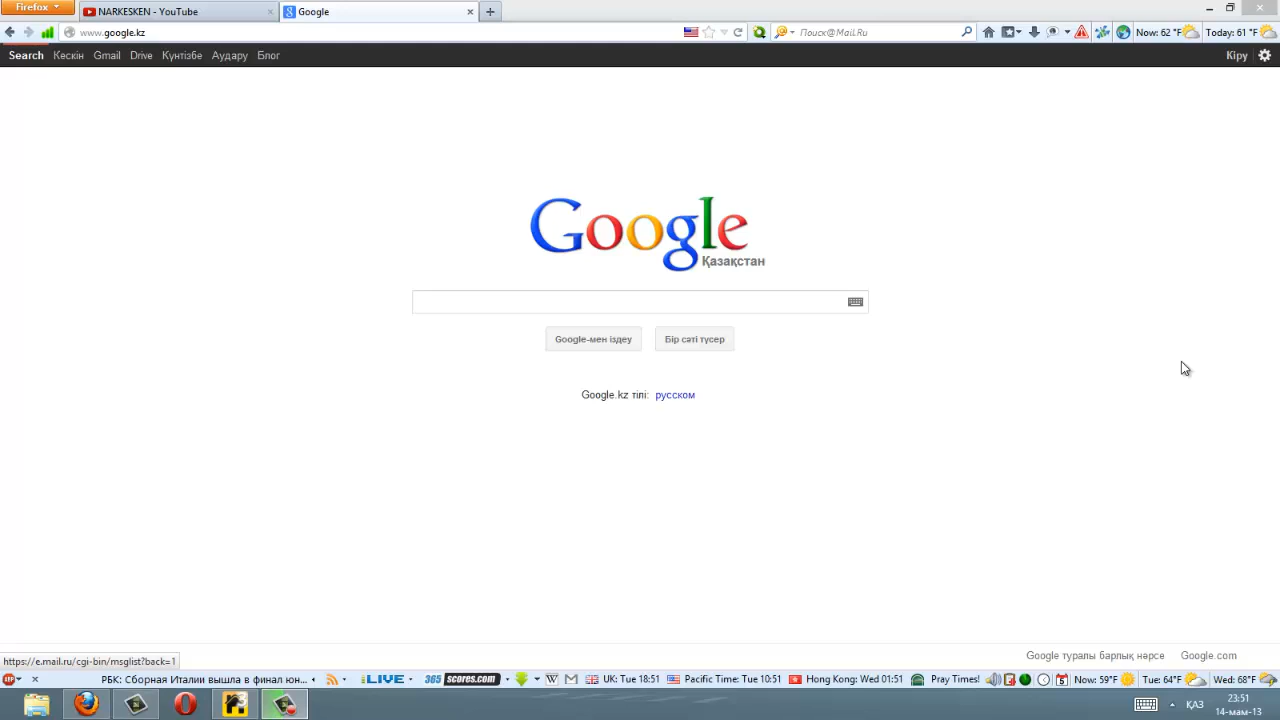 Firefox
NARKESKEN - YouTube
Google
www.google.kz
Поиск@Mail.Ru
Now: 62 °F
Today: 61 °F
Search Кескін Gmail Drive Күнтізбе Аудару Блог
Кіру
Google
Қазақстан
Google-мен іздеу
Бір сәті түсер
Google.kz тілі: русском
Google туралы барлық нәрсе
Google.com
https://e.mail.ru/cgi-bin/msglist?back=1
РБК: Сборная Италии вышла в финал юн...
LIVE
365 scores.com
UK: Tue 18:51
Pacific Time: Tue 10:51
Hong Kong: Wed 01:51
Pray Times!
Now: 59°F
Tue: 64°F
Wed: 68°F
ҚАЗ
23:51
14-мам-13